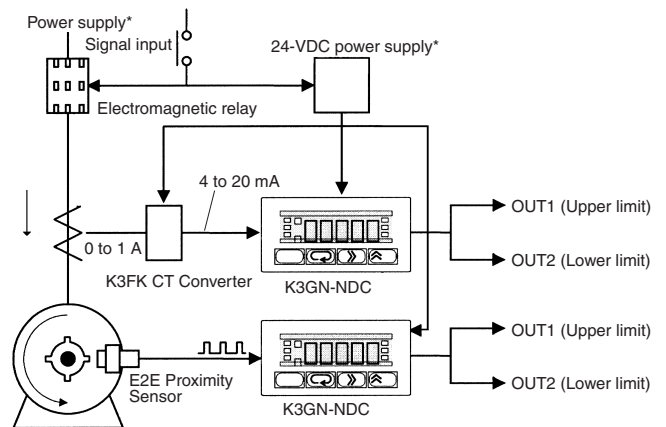 Power supply*
Signal input
24-VDC power supply*
Electromagnetic relay
4 to 20 mA
0 to 1 A
K3FK CT Converter
K3GN-NDC
OUT1 (Upper limit)
OUT2 (Lower limit)
E2E Proximity
Sensor
K3GN-NDC
OUT1 (Upper limit)
OUT2 (Lower limit)